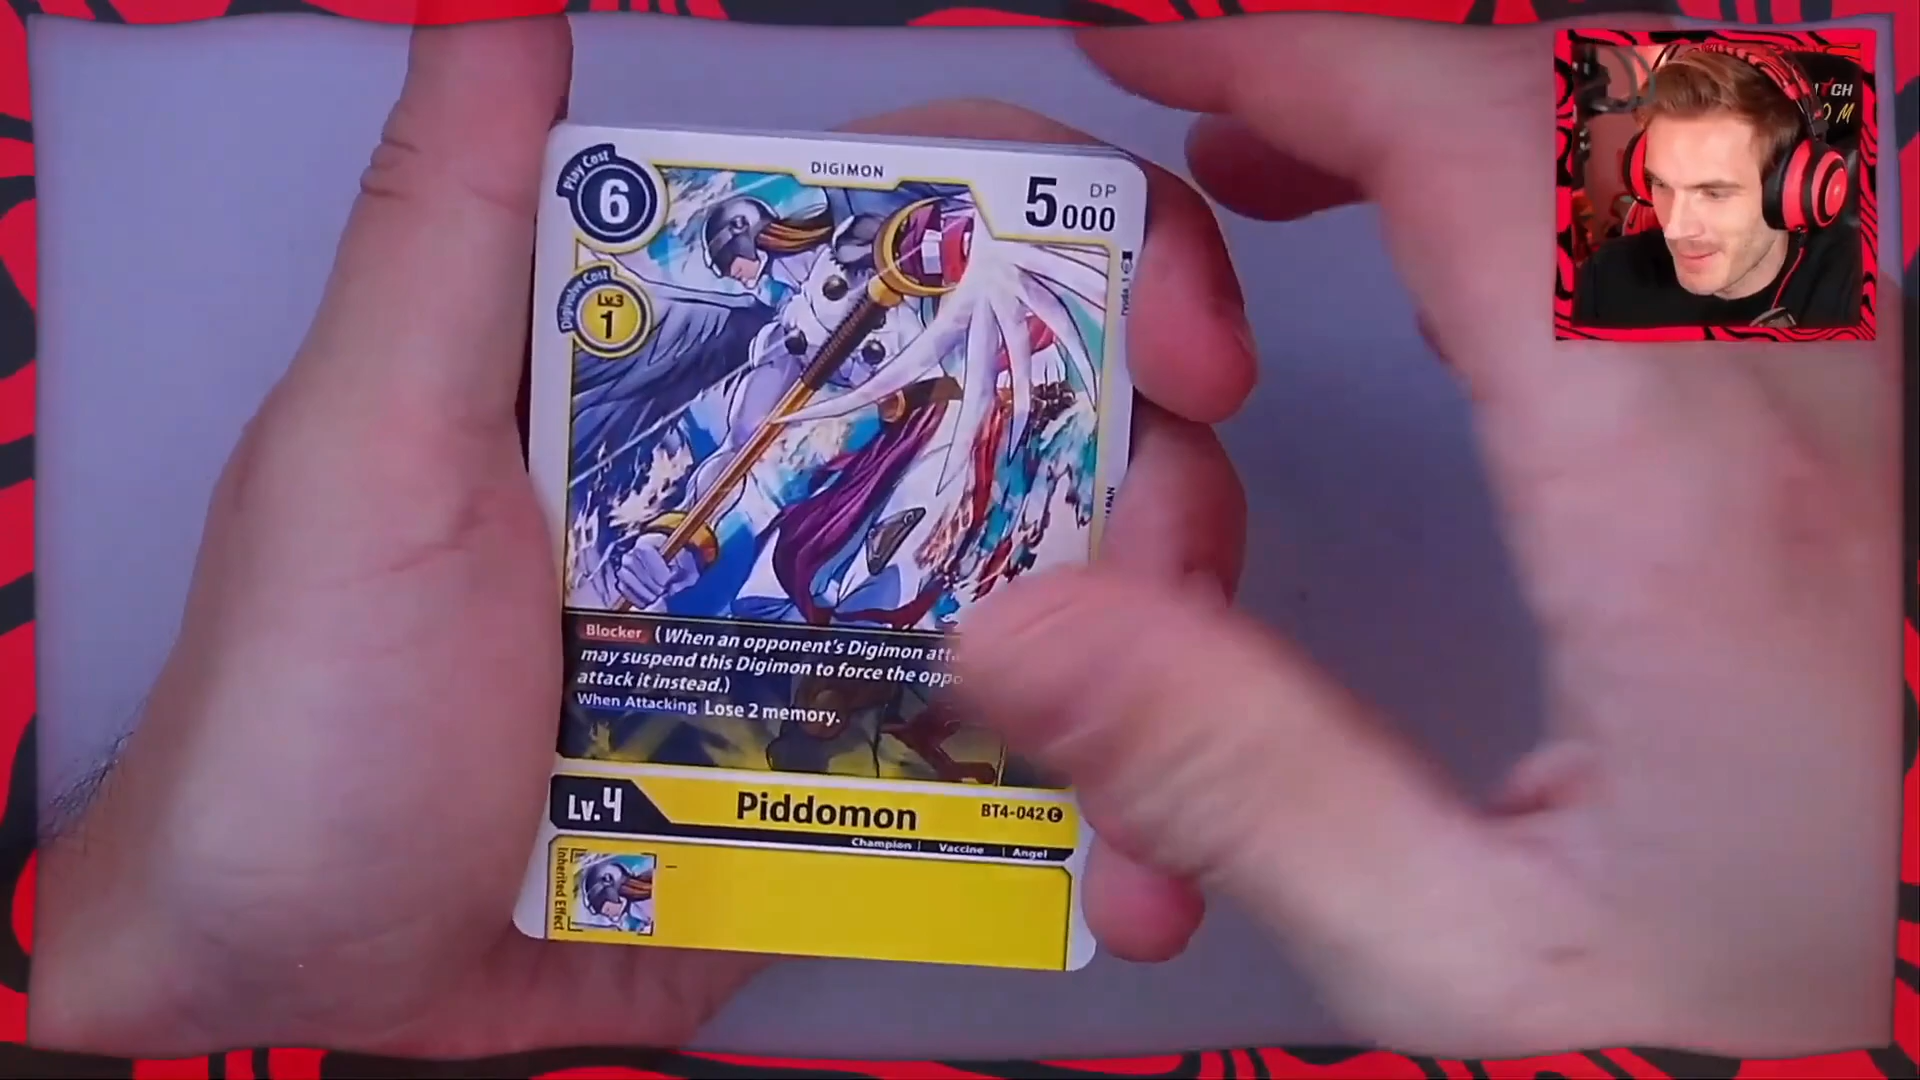 DIGIMON
Play Cost
6
DP
5000
Digivolve Cost
Lv.3
1
Blocker (When an opponent's Digimon
may suspend this Digimon to force the
attack it instead.)
When Attacking Lose 2 memory.
Lv.4
Piddomon
BT4-042 C
Champion | Vaccine | Angel
Inherited Effect
–